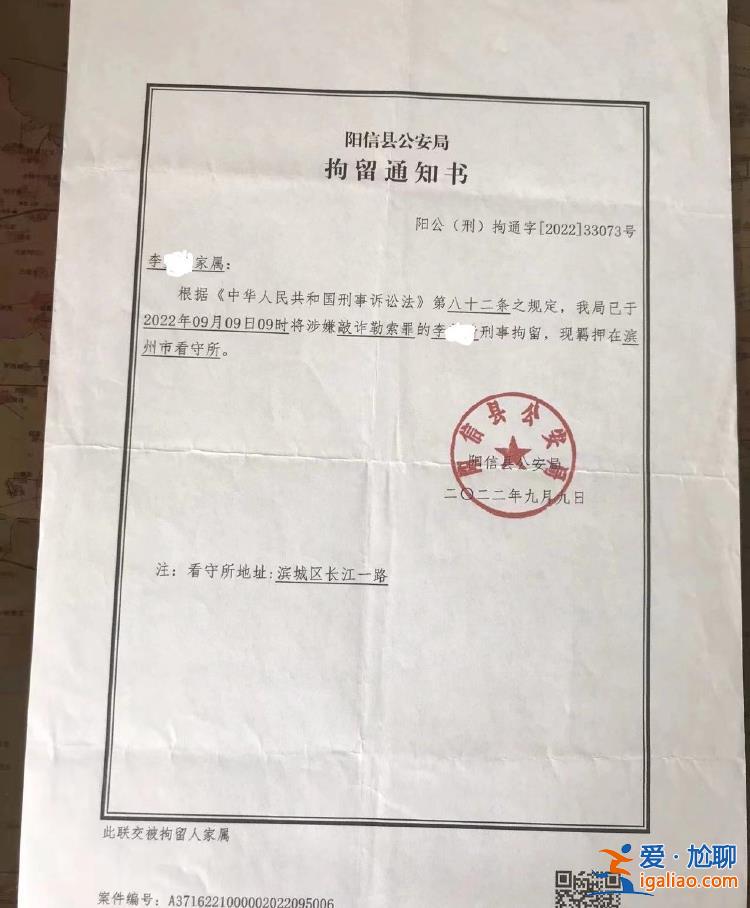 阳信县公安局
拘留通知书
阳公（刑）拘通字[2022]33073号
李 家属：
根据《中华人民共和国刑事诉讼法》第八十二条之规定，我局已于
2022年09月09日09时将涉嫌敲诈勒索罪的李 刑事拘留，现羁押在滨
州市看守所。
阳信县公安局
阳信县公安局
二〇二二年九月九日
注：看守所地址:滨城区长江一路
此联交被拘留人家属
案件编号：A3716221000002022095006
爱·尬聊
igaliao.com